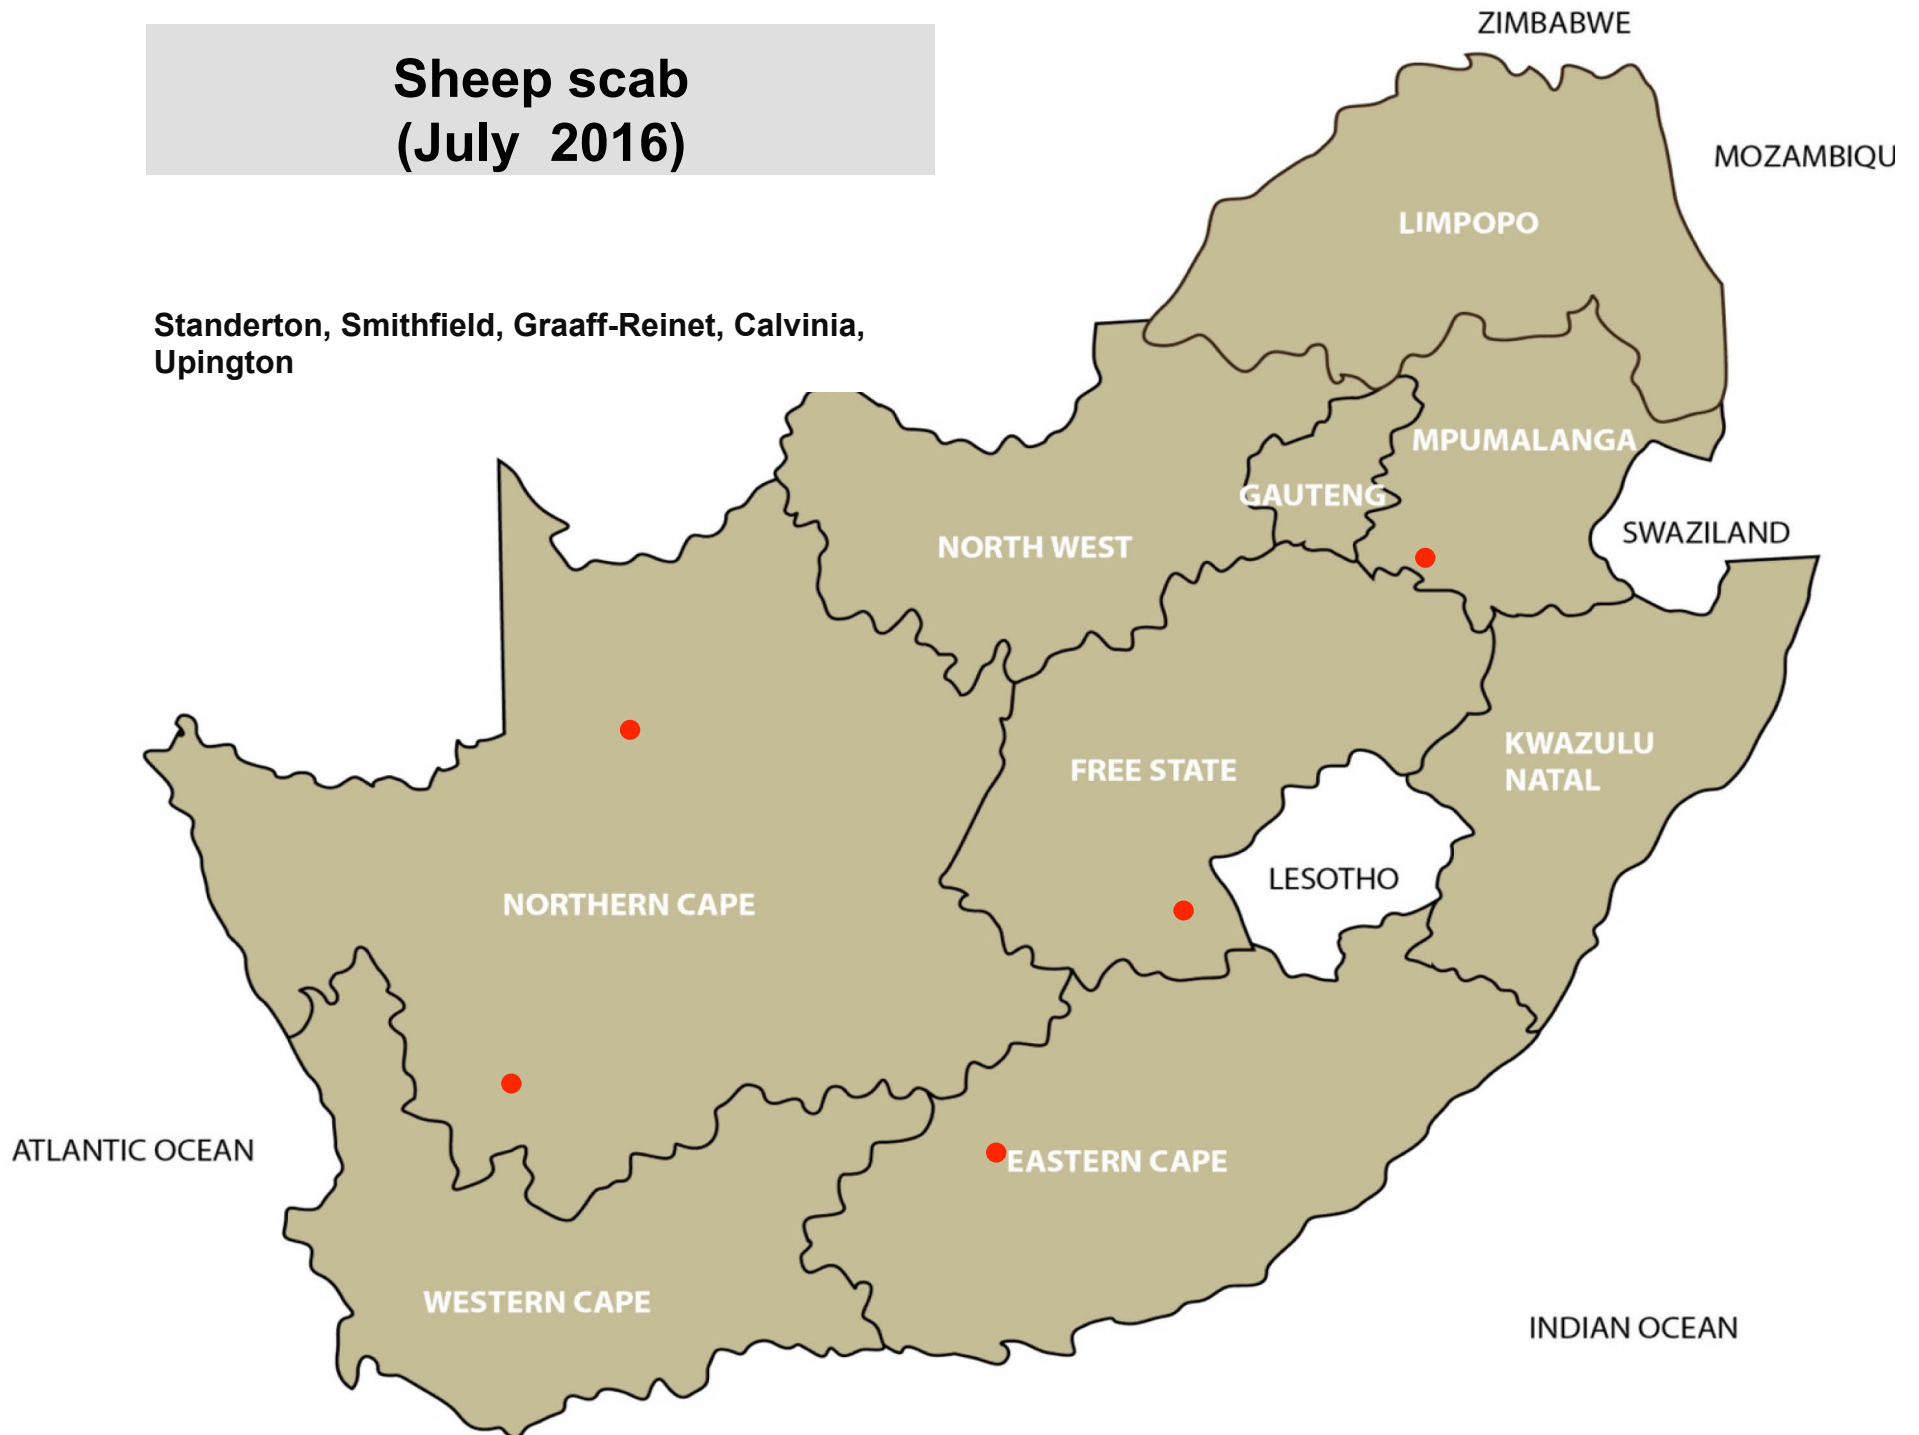 ZIMBABWE
Sheep scab
(July  2016)
MOZAMBIQU
LIMPOPO
Standerton, Smithfield, Graaff-Reinet, Calvinia,
Upington
MPUMALANGA
GAUTENG
SWAZILAND
NORTH WEST
KWAZULU
NATAL
FREE STATE
LESOTHO
NORTHERN CAPE
ATLANTIC OCEAN
EASTERN CAPE
WESTERN CAPE
INDIAN OCEAN